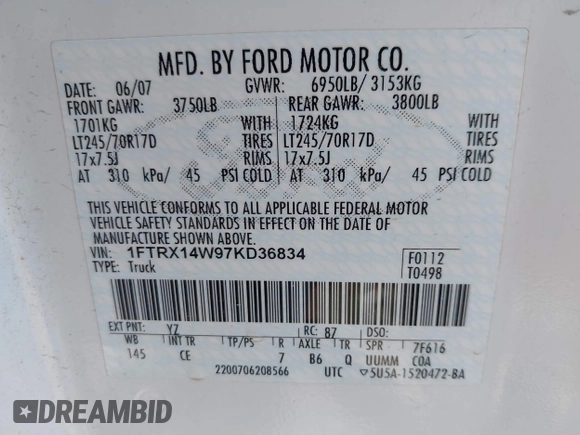 MFD. BY FORD MOTOR CO.
DATE: 06/07 GVWR: 6950LB/ 3153KG
FRONT GAWR: 3750LB REAR GAWR: 3800LB
1701KG WITH 1724KG WITH
LT245/70R17D TIRES LT245/70R17D TIRES
17x7.5J RIMS 17x7.5J RIMS
AT 310 kPa/ 45 PSI COLD AT 310 kPa/ 45 PSI COLD
THIS VEHICLE CONFORMS TO ALL APPLICABLE FEDERAL MOTOR
VEHICLE SAFETY STANDARDS IN EFFECT ON THE DATE OF
MANUFACTURE SHOWN ABOVE.
VIN: 1FTRX14W97KD36834 F0112
TYPE: Truck T0498
EXT PNT: YZ RC: 87 DSO:
WB INT TR TP/PS R AXLE TR SPR 7F616
145 CE 7 B6 Q UUMM COA
2200706208566 UTC ▽5U5A-1520472-BA
DREAMBID